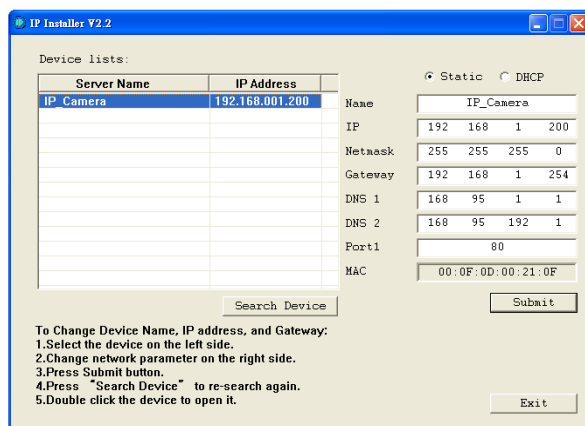 IP Installer V2.2
Device lists:
Server Name IP Address
IP_Camera 192.168.001.200
Static DHCP
Name IP_Camera
IP 192 168 1 200
Netmask 255 255 255 0
Gateway 192 168 1 254
DNS 1 168 95 1 1
DNS 2 168 95 192 1
Port1 80
MAC 00:0F:0D:00:21:0F
Search Device
Submit
To Change Device Name, IP address, and Gateway:
1.Select the device on the left side.
2.Change network parameter on the right side.
3.Press Submit button.
4.Press “Search Device” to re-search again.
5.Double click the device to open it.
Exit